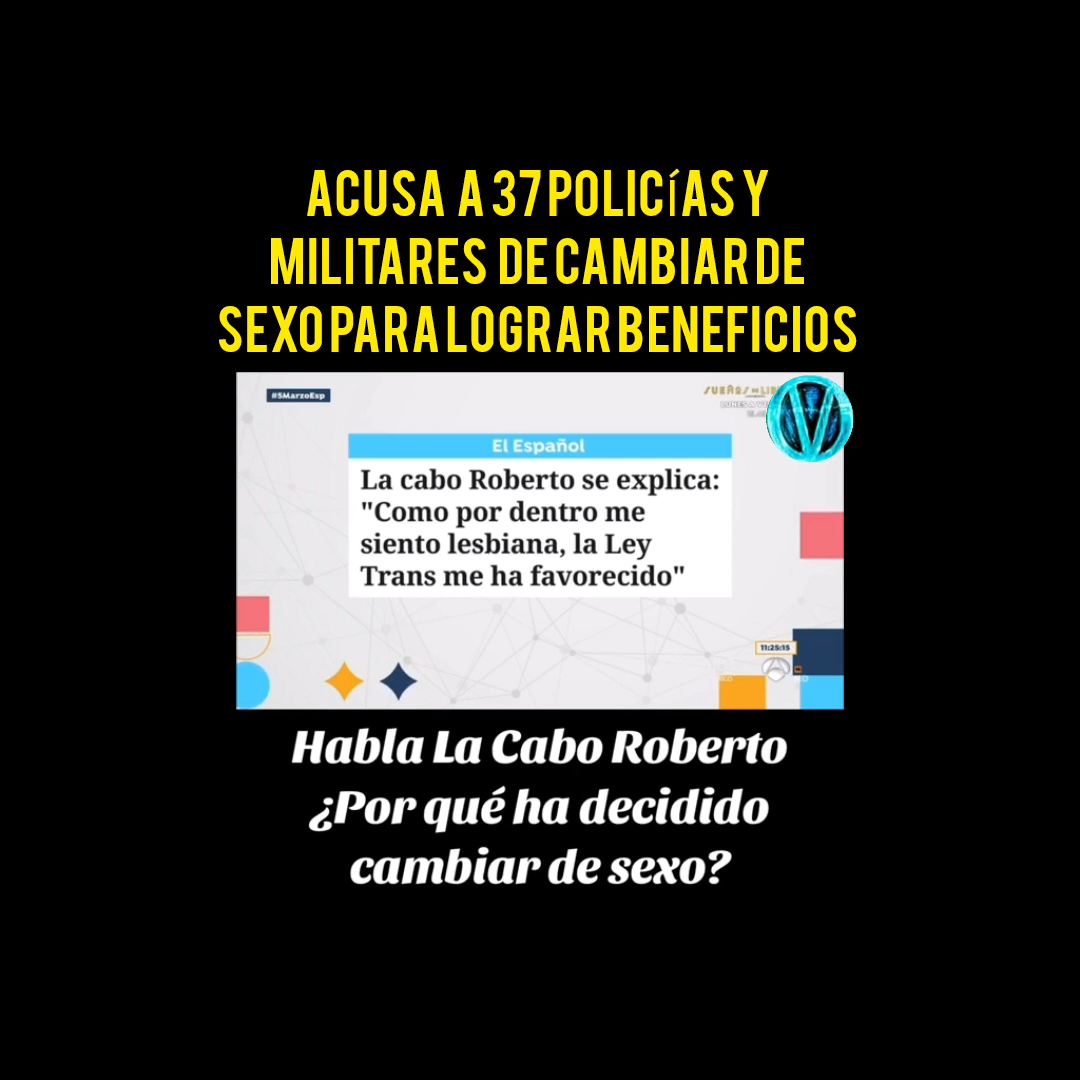 ACUSA A 37 POLICíAS Y
MILITARES DE CAMBIAR DE
SEXO PARA LOGRAR BENEFICIOS
#5MarzoEsp
El Español
La cabo Roberto se explica:
"Como por dentro me
siento lesbiana, la Ley
Trans me ha favorecido"
11:25:15
Habla La Cabo Roberto
¿Por qué ha decidido
cambiar de sexo?